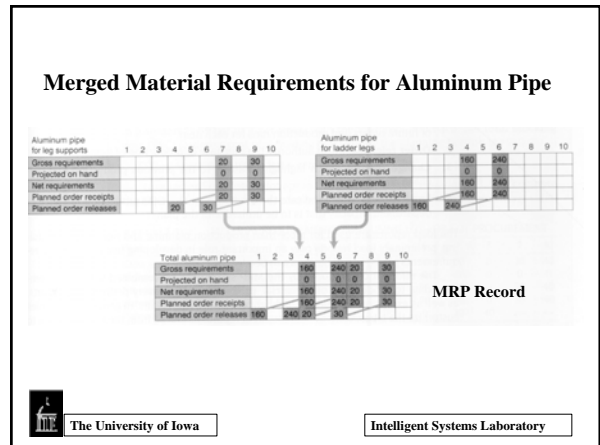 Merged Material Requirements for Aluminum Pipe
Aluminum pipe
for leg supports 1 2 3 4 5 6 7 8 9 10
Gross requirements 20 30
Projected on hand 0 0
Net requirements 20 30
Planned order receipts 20 30
Planned order releases 20 30
Aluminum pipe
for ladder legs 1 2 3 4 5 6 7 8 9 10
Gross requirements 160 240
Projected on hand 0 0
Net requirements 160 240
Planned order receipts 160 240
Planned order releases 160 240
Total aluminum pipe 1 2 3 4 5 6 7 8 9 10
Gross requirements 160 240 20 30
Projected on hand 0 0 0 0
Net requirements 160 240 20 30
Planned order receipts 160 240 20 30
Planned order releases 160 240 20 30
MRP Record
The University of Iowa
Intelligent Systems Laboratory